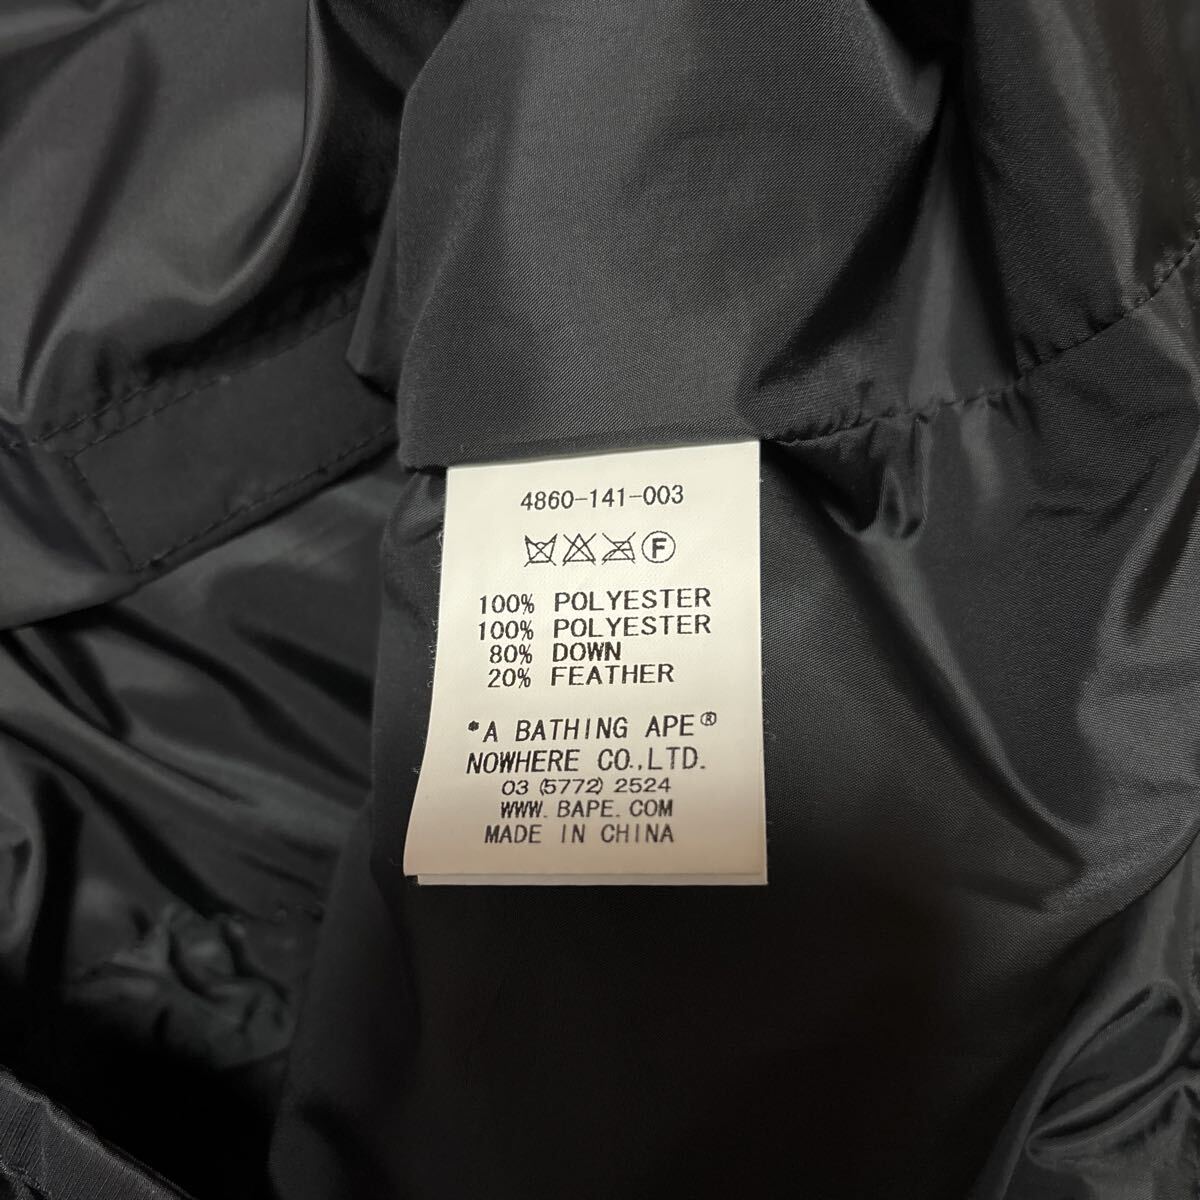 4860-141-003
F
100% POLYESTER
100% POLYESTER
80% DOWN
20% FEATHER
*A BATHING APE®
NOWHERE CO.,LTD.
03 (5772) 2524
WWW. BAPE. COM
MADE IN CHINA